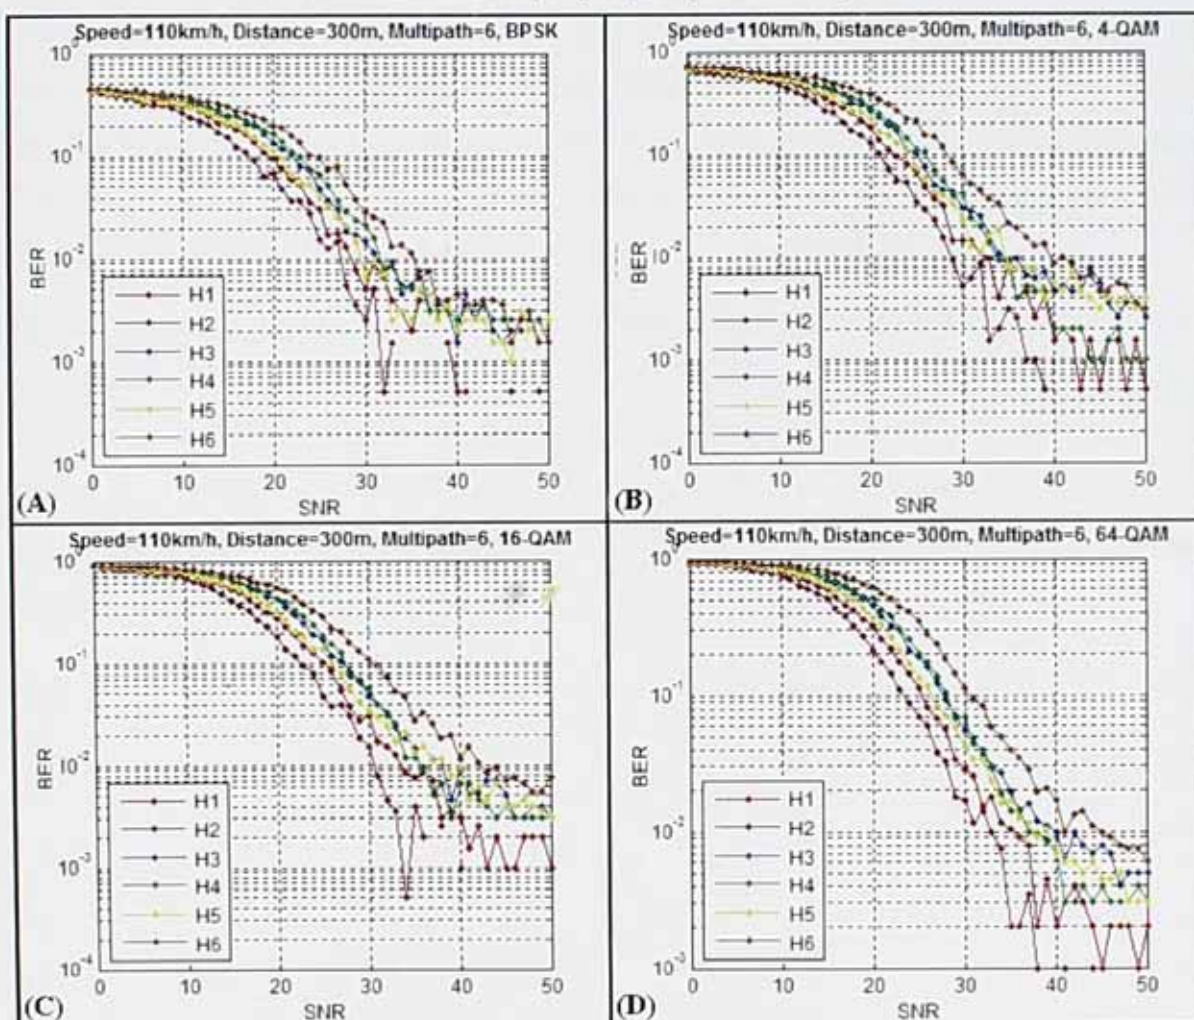 Speed=110km/h, Distance=300m, Multipath=6, BPSK
10^0
10^-1
10^-2
10^-3
10^-4
BER
H1
H2
H3
H4
H5
H6
0 10 20 30 40 50
SNR
(A)
Speed=110km/h, Distance=300m, Multipath=6, 4-QAM
10^0
10^-1
10^-2
10^-3
10^-4
BER
H1
H2
H3
H4
H5
H6
0 10 20 30 40 50
SNR
(B)
Speed=110km/h, Distance=300m, Multipath=6, 16-QAM
10^0
10^-1
10^-2
10^-3
10^-4
BER
H1
H2
H3
H4
H5
H6
0 10 20 30 40 50
SNR
(C)
Speed=110km/h, Distance=300m, Multipath=6, 64-QAM
10^0
10^-1
10^-2
10^-3
BER
H1
H2
H3
H4
H5
H6
0 10 20 30 40 50
SNR
(D)